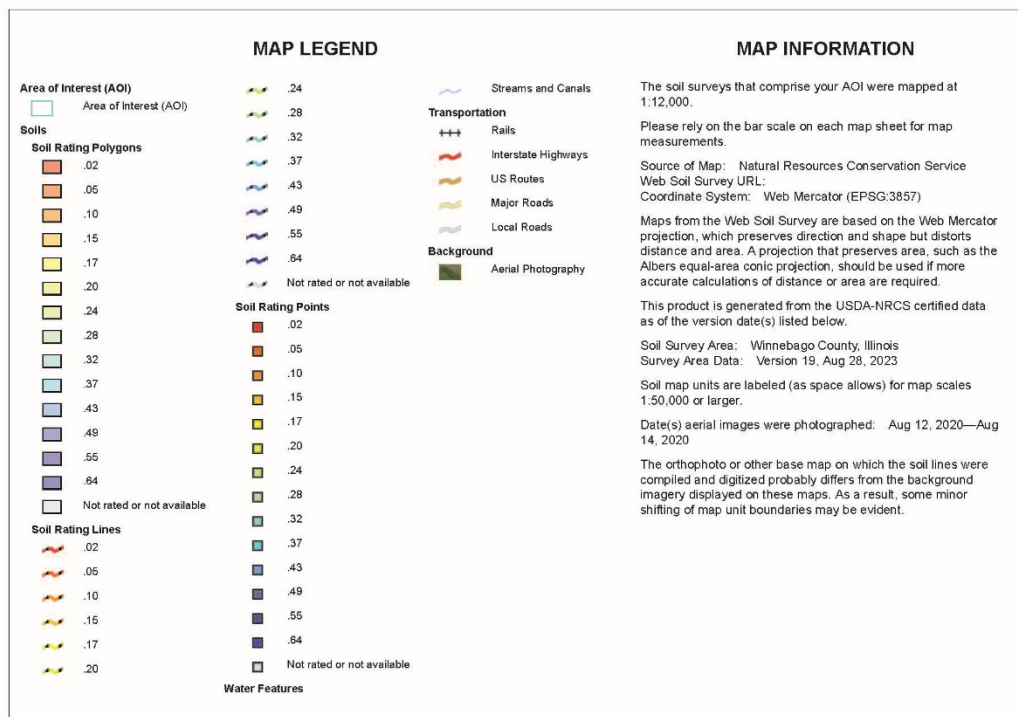 MAP LEGEND
Area of Interest (AOI)
Area of Interest (AOI)
Soils
Soil Rating Polygons
.02
.05
.10
.15
.17
.20
.24
.28
.32
.37
.43
.49
.55
.64
Not rated or not available
Soil Rating Lines
.02
.05
.10
.15
.17
.20
.24
.28
.32
.37
.43
.49
.55
.64
Not rated or not available
Soil Rating Points
.02
.05
.10
.15
.17
.20
.24
.28
.32
.37
.43
.49
.55
.64
Not rated or not available
Water Features
Streams and Canals
Transportation
Rails
Interstate Highways
US Routes
Major Roads
Local Roads
Background
Aerial Photography
MAP INFORMATION
The soil surveys that comprise your AOI were mapped at
1:12,000.
Please rely on the bar scale on each map sheet for map
measurements.
Source of Map: Natural Resources Conservation Service
Web Soil Survey URL:
Coordinate System: Web Mercator (EPSG:3857)
Maps from the Web Soil Survey are based on the Web Mercator
projection, which preserves direction and shape but distorts
distance and area. A projection that preserves area, such as the
Albers equal-area conic projection, should be used if more
accurate calculations of distance or area are required.
This product is generated from the USDA-NRCS certified data
as of the version date(s) listed below.
Soil Survey Area: Winnebago County, Illinois
Survey Area Data: Version 19, Aug 28, 2023
Soil map units are labeled (as space allows) for map scales
1:50,000 or larger.
Date(s) aerial images were photographed: Aug 12, 2020—Aug
14, 2020
The orthophoto or other base map on which the soil lines were
compiled and digitized probably differs from the background
imagery displayed on these maps. As a result, some minor
shifting of map unit boundaries may be evident.